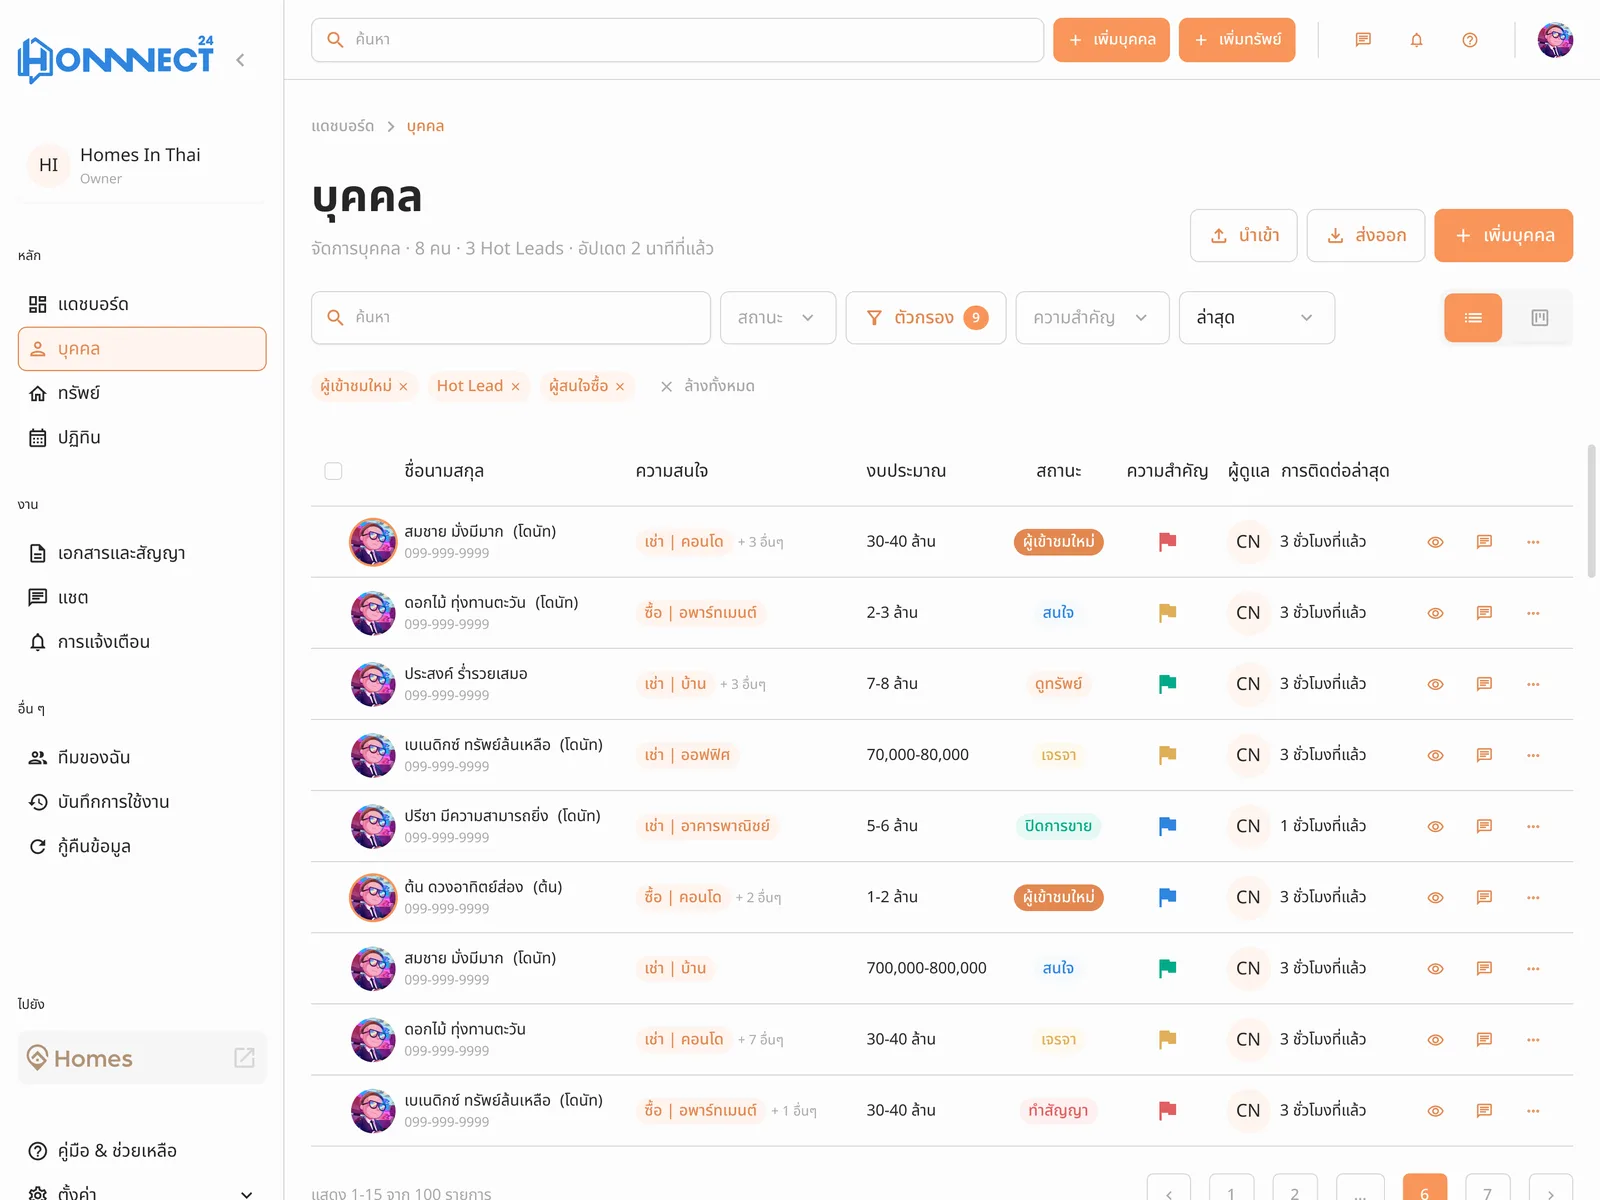 HONNNECT 24
HI
Homes In Thai
Owner
หลัก
แดชบอร์ด
บุคคล
ทรัพย์
ปฏิทิน
งาน
เอกสารและสัญญา
แชต
การแจ้งเตือน
อื่น ๆ
ทีมของฉัน
บันทึกการใช้งาน
กู้คืนข้อมูล
ไปยัง
Homes
คู่มือ & ช่วยเหลือ
ตั้งค่า
ค้นหา
+ เพิ่มบุคคล
+ เพิ่มทรัพย์
แดชบอร์ด > บุคคล
บุคคล
จัดการบุคคล · 8 คน · 3 Hot Leads · อัปเดต 2 นาทีที่แล้ว
นำเข้า
ส่งออก
+ เพิ่มบุคคล
ค้นหา
สถานะ
ตัวกรอง 9
ความสำคัญ
ล่าสุด
ผู้เข้าชมใหม่ × Hot Lead × ผู้สนใจซื้อ × × ล้างทั้งหมด
ชื่อนามสกุล ความสนใจ งบประมาณ สถานะ ความสำคัญ ผู้ดูแล การติดต่อล่าสุด
สมชาย มั่งมีมาก (โดนัท)
099-999-9999
เช่า | คอนโด + 3 อื่นๆ 30-40 ล้าน ผู้เข้าชมใหม่ CN 3 ชั่วโมงที่แล้ว
ดอกไม้ ทุ่งทานตะวัน (โดนัท)
099-999-9999
ซื้อ | อพาร์ทเมนต์ 2-3 ล้าน สนใจ CN 3 ชั่วโมงที่แล้ว
ประสงค์ ร่ำรวยเสมอ
099-999-9999
เช่า | บ้าน + 3 อื่นๆ 7-8 ล้าน ดูทรัพย์ CN 3 ชั่วโมงที่แล้ว
เบเนดิกซ์ ทรัพย์ล้นเหลือ (โดนัท)
099-999-9999
เช่า | ออฟฟิศ 70,000-80,000 เจรจา CN 3 ชั่วโมงที่แล้ว
ปรีชา มีความสามารถยิ่ง (โดนัท)
099-999-9999
เช่า | อาคารพาณิชย์ 5-6 ล้าน ปิดการขาย CN 1 ชั่วโมงที่แล้ว
ต้น ดวงอาทิตย์ส่อง (ต้น)
099-999-9999
ซื้อ | คอนโด + 2 อื่นๆ 1-2 ล้าน ผู้เข้าชมใหม่ CN 3 ชั่วโมงที่แล้ว
สมชาย มั่งมีมาก (โดนัท)
099-999-9999
เช่า | บ้าน 700,000-800,000 สนใจ CN 3 ชั่วโมงที่แล้ว
ดอกไม้ ทุ่งทานตะวัน
099-999-9999
เช่า | คอนโด + 7 อื่นๆ 30-40 ล้าน เจรจา CN 3 ชั่วโมงที่แล้ว
เบเนดิกซ์ ทรัพย์ล้นเหลือ (โดนัท)
099-999-9999
ซื้อ | อพาร์ทเมนต์ + 1 อื่นๆ 30-40 ล้าน ทำสัญญา CN 3 ชั่วโมงที่แล้ว
แสดง 1-15 จาก 100 รายการ
< 1 2 ... 6 7 >